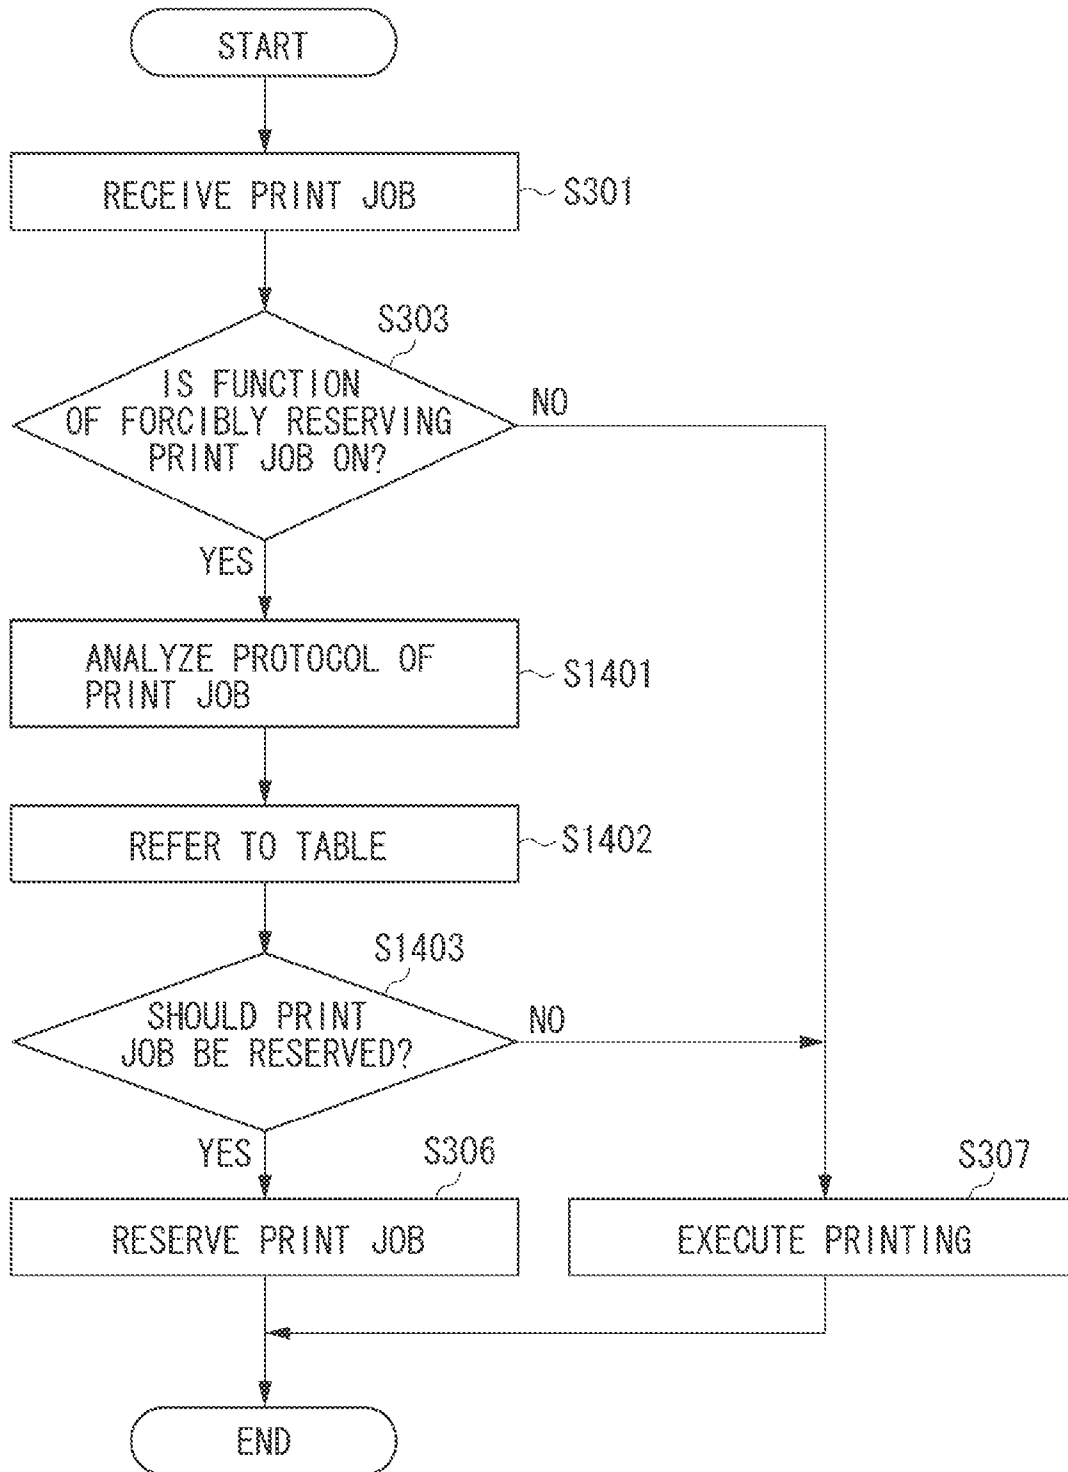 START
RECEIVE PRINT JOB
S301
S303
IS FUNCTION
OF FORCIBLY RESERVING
PRINT JOB ON?
NO
YES
ANALYZE PROTOCOL OF
PRINT JOB
S1401
REFER TO TABLE
S1402
S1403
SHOULD PRINT
JOB BE RESERVED?
NO
YES
S306
RESERVE PRINT JOB
S307
EXECUTE PRINTING
END